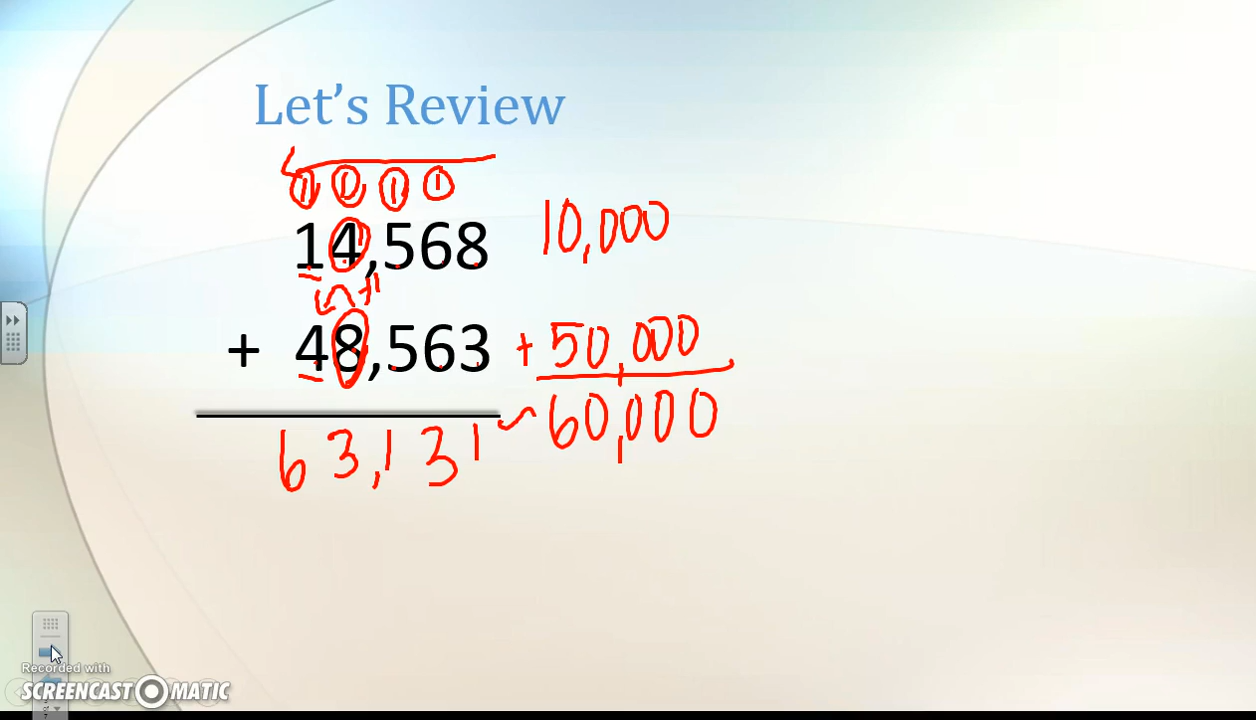 Let's Review
1 1 1 1
14,568 10,000
+1
+ 48,563 + 50,000
63,131 ~ 60,000
Recorded with
SCREENCAST O MATIC